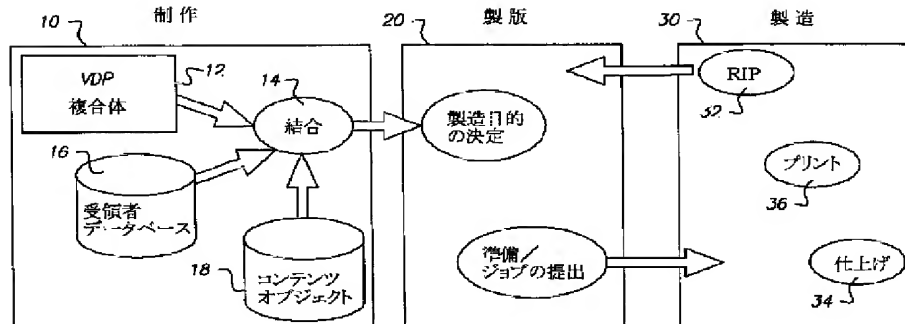 制作
製版
製造
10
20
30
VDP
複合体
12
14
結合
製造目的
の決定
RIP
32
16
受領者
データベース
プリント
36
18
コンテンツ
オブジェクト
準備/
ジョブの提出
仕上げ
34